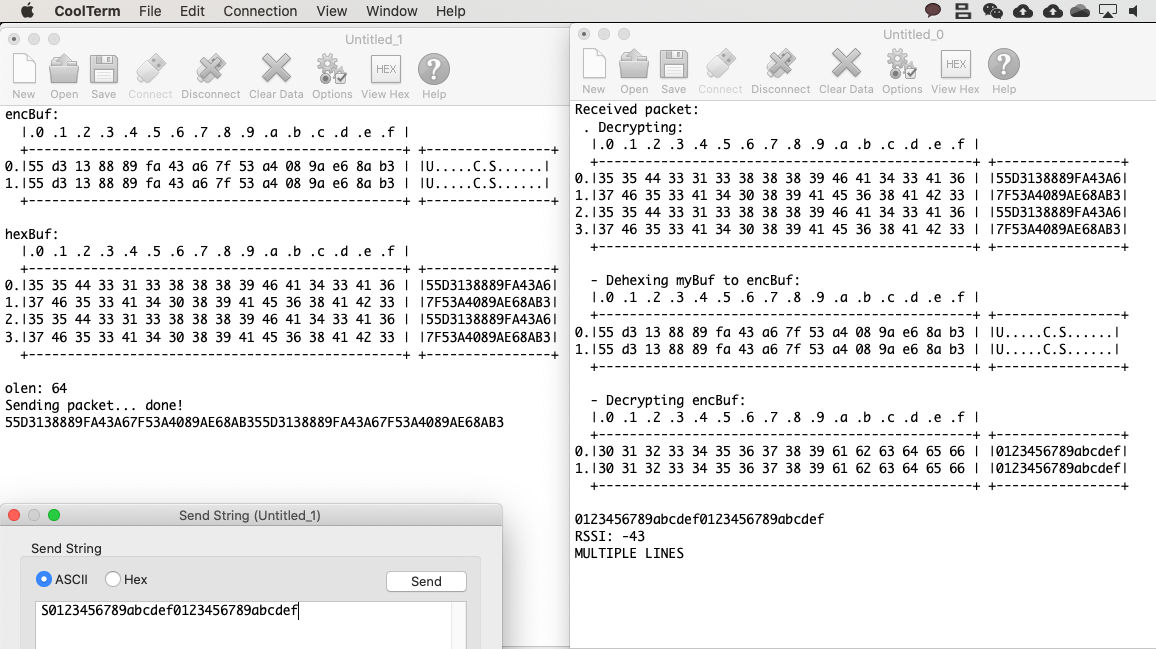 CoolTerm File Edit Connection View Window Help
Untitled_1
New Open Save Connect Disconnect Clear Data Options View Hex Help
HEX
encBuf:
|.0 .1 .2 .3 .4 .5 .6 .7 .8 .9 .a .b .c .d .e .f |
+------------------------------------------------+ +----------------+
0.|55 d3 13 88 89 fa 43 a6 7f 53 a4 08 9a e6 8a b3 | |U.....C.S......|
1.|55 d3 13 88 89 fa 43 a6 7f 53 a4 08 9a e6 8a b3 | |U.....C.S......|
+------------------------------------------------+ +----------------+
hexBuf:
|.0 .1 .2 .3 .4 .5 .6 .7 .8 .9 .a .b .c .d .e .f |
+------------------------------------------------+ +----------------+
0.|35 35 44 33 31 33 38 38 38 39 46 41 34 33 41 36 | |55D3138889FA43A6|
1.|37 46 35 33 41 34 30 38 39 41 45 36 38 41 42 33 | |7F53A4089AE68AB3|
2.|35 35 44 33 31 33 38 38 38 39 46 41 34 33 41 36 | |55D3138889FA43A6|
3.|37 46 35 33 41 34 30 38 39 41 45 36 38 41 42 33 | |7F53A4089AE68AB3|
+------------------------------------------------+ +----------------+
olen: 64
Sending packet... done!
55D3138889FA43A67F53A4089AE68AB355D3138889FA43A67F53A4089AE68AB3
Send String (Untitled_1)
Send String
ASCII Hex Send
S0123456789abcdef0123456789abcdef
Untitled_0
New Open Save Connect Disconnect Clear Data Options View Hex Help
HEX
Received packet:
. Decrypting:
|.0 .1 .2 .3 .4 .5 .6 .7 .8 .9 .a .b .c .d .e .f |
+------------------------------------------------+ +----------------+
0.|35 35 44 33 31 33 38 38 38 39 46 41 34 33 41 36 | |55D3138889FA43A6|
1.|37 46 35 33 41 34 30 38 39 41 45 36 38 41 42 33 | |7F53A4089AE68AB3|
2.|35 35 44 33 31 33 38 38 38 39 46 41 34 33 41 36 | |55D3138889FA43A6|
3.|37 46 35 33 41 34 30 38 39 41 45 36 38 41 42 33 | |7F53A4089AE68AB3|
+------------------------------------------------+ +----------------+
- Dehexing myBuf to encBuf:
|.0 .1 .2 .3 .4 .5 .6 .7 .8 .9 .a .b .c .d .e .f |
+------------------------------------------------+ +----------------+
0.|55 d3 13 88 89 fa 43 a6 7f 53 a4 08 9a e6 8a b3 | |U.....C.S......|
1.|55 d3 13 88 89 fa 43 a6 7f 53 a4 08 9a e6 8a b3 | |U.....C.S......|
+------------------------------------------------+ +----------------+
- Decrypting encBuf:
|.0 .1 .2 .3 .4 .5 .6 .7 .8 .9 .a .b .c .d .e .f |
+------------------------------------------------+ +----------------+
0.|30 31 32 33 34 35 36 37 38 39 61 62 63 64 65 66 | |0123456789abcdef|
1.|30 31 32 33 34 35 36 37 38 39 61 62 63 64 65 66 | |0123456789abcdef|
+------------------------------------------------+ +----------------+
0123456789abcdef0123456789abcdef
RSSI: -43
MULTIPLE LINES